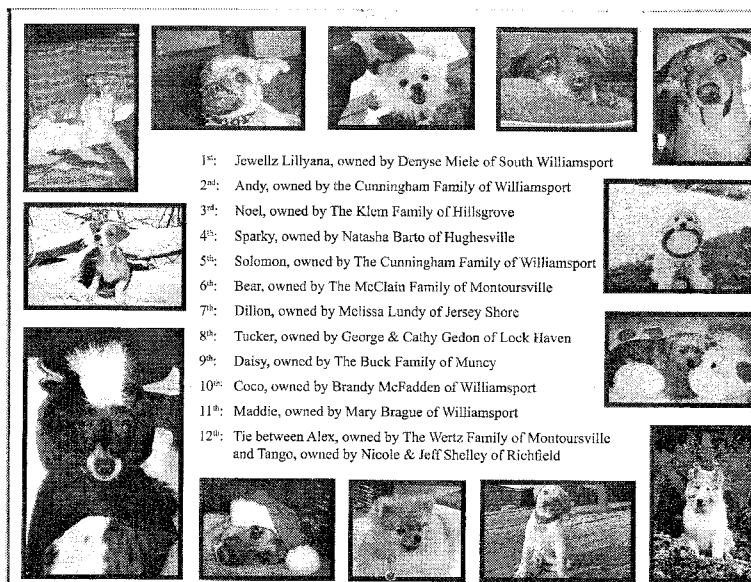 1st: Jewellz Lillyana, owned by Denyse Miele of South Williamsport
2nd: Andy, owned by the Cunningham Family of Williamsport
3rd: Noel, owned by The Klem Family of Hillsgrove
4th: Sparky, owned by Natasha Barto of Hughesville
5th: Solomon, owned by The Cunningham Family of Williamsport
6th: Bear, owned by The McClain Family of Montoursville
7th: Dillon, owned by Melissa Lundy of Jersey Shore
8th: Tucker, owned by George & Cathy Gedon of Lock Haven
9th: Daisy, owned by The Buck Family of Muncy
10th: Coco, owned by Brandy McFadden of Williamsport
11th: Maddie, owned by Mary Brague of Williamsport
12th: Tie between Alex, owned by The Wertz Family of Montoursville
and Tango, owned by Nicole & Jeff Shelley of Richfield